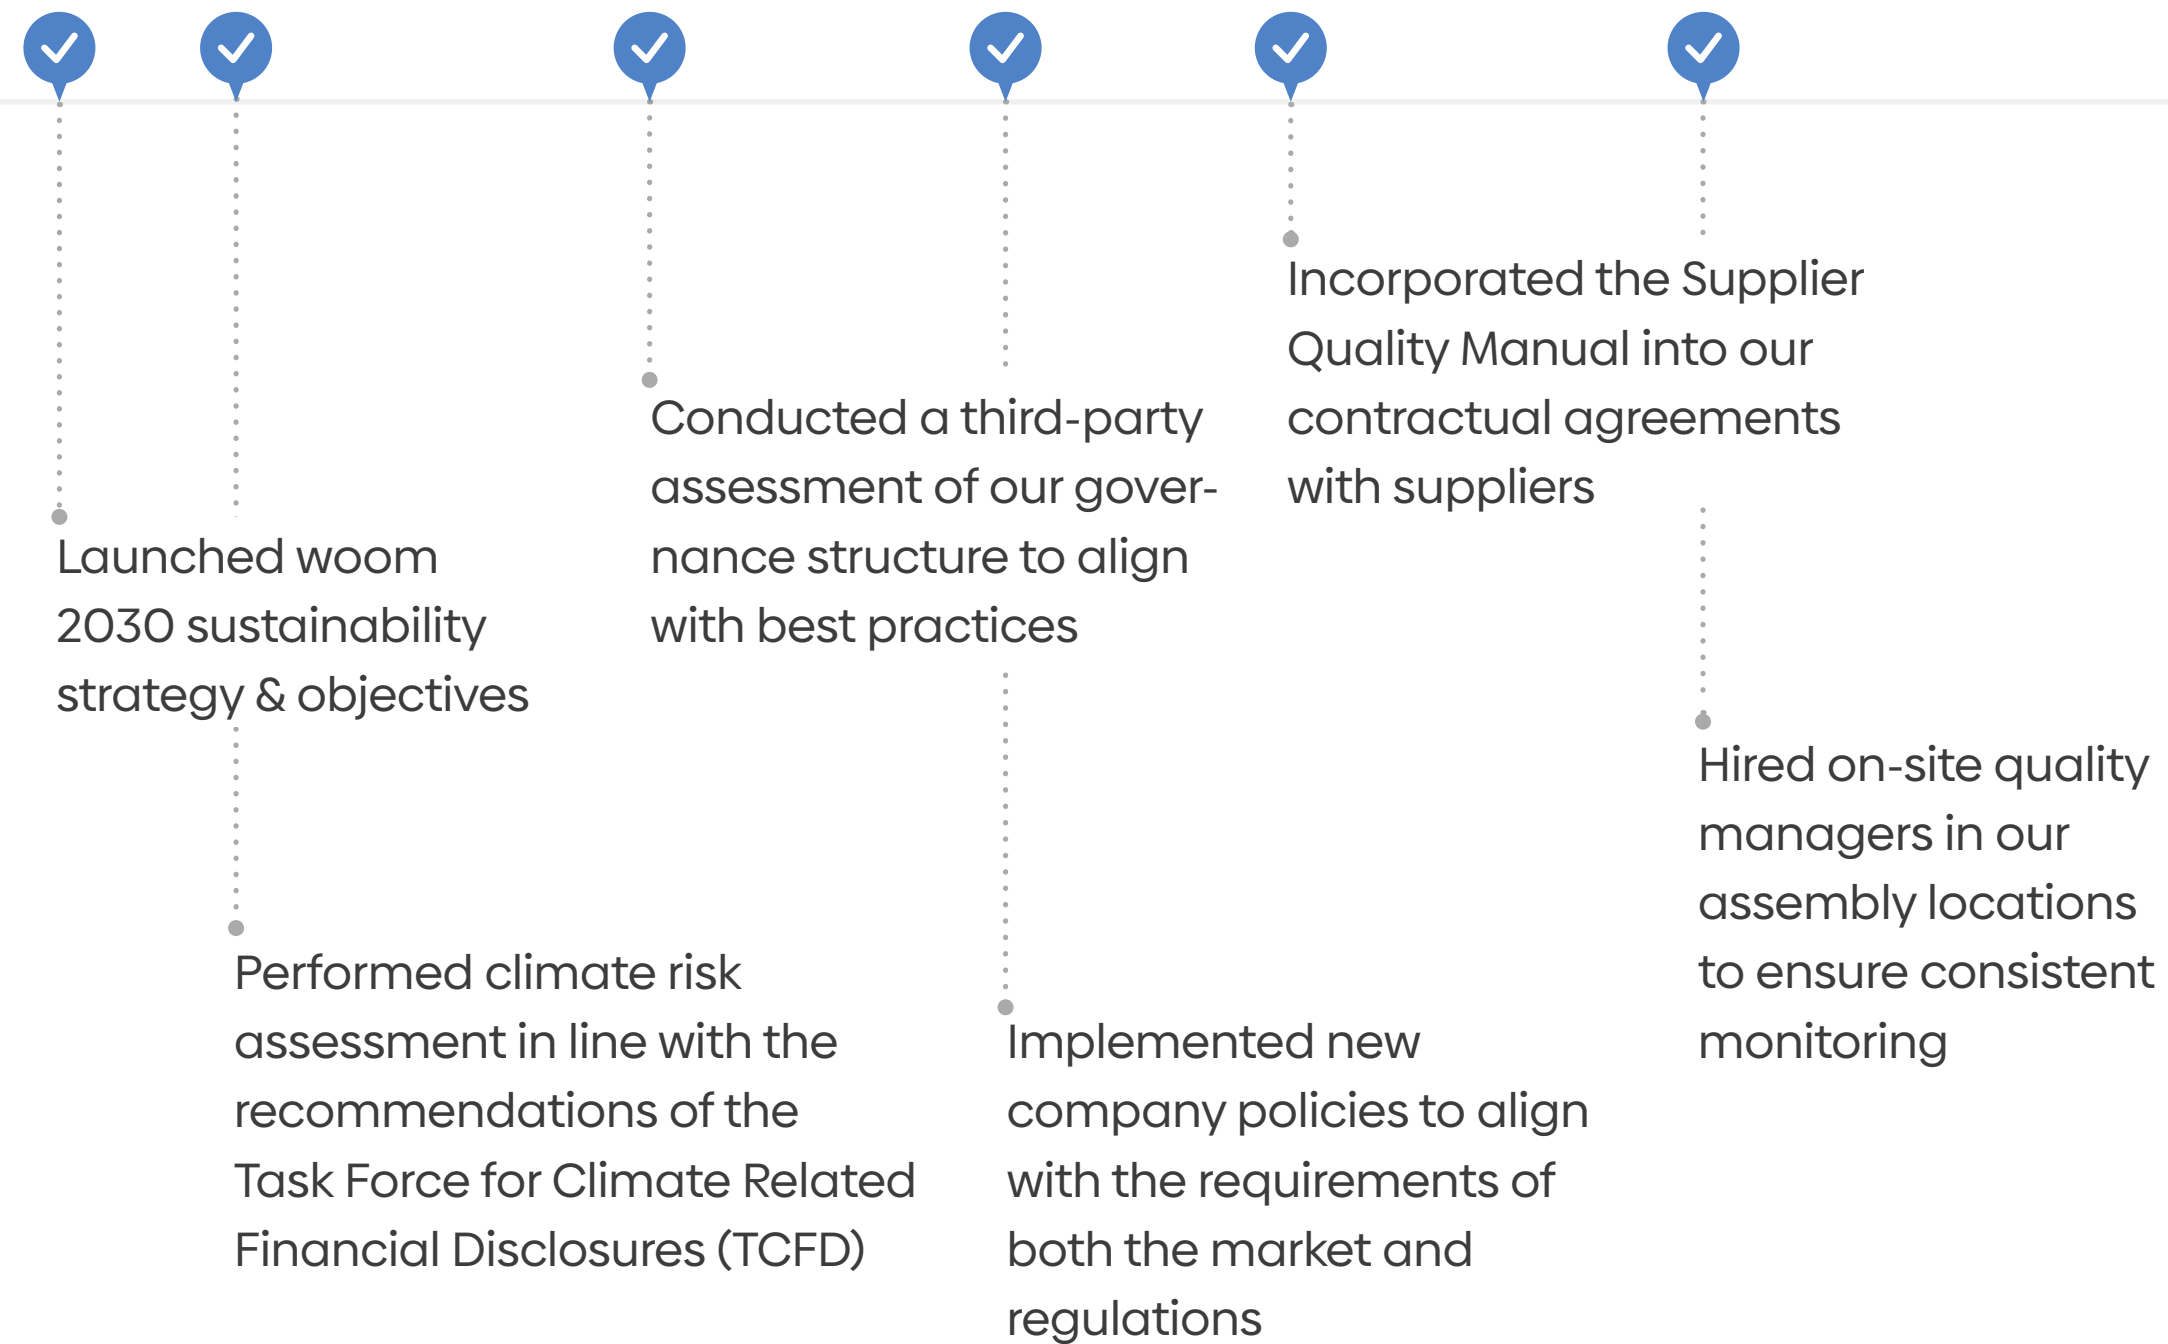 Launched woom
2030 sustainability
strategy & objectives
Performed climate risk
assessment in line with the
recommendations of the
Task Force for Climate Related
Financial Disclosures (TCFD)
Conducted a third-party
assessment of our gover-
nance structure to align
with best practices
Implemented new
company policies to align
with the requirements of
both the market and
regulations
Incorporated the Supplier
Quality Manual into our
contractual agreements
with suppliers
Hired on-site quality
managers in our
assembly locations
to ensure consistent
monitoring